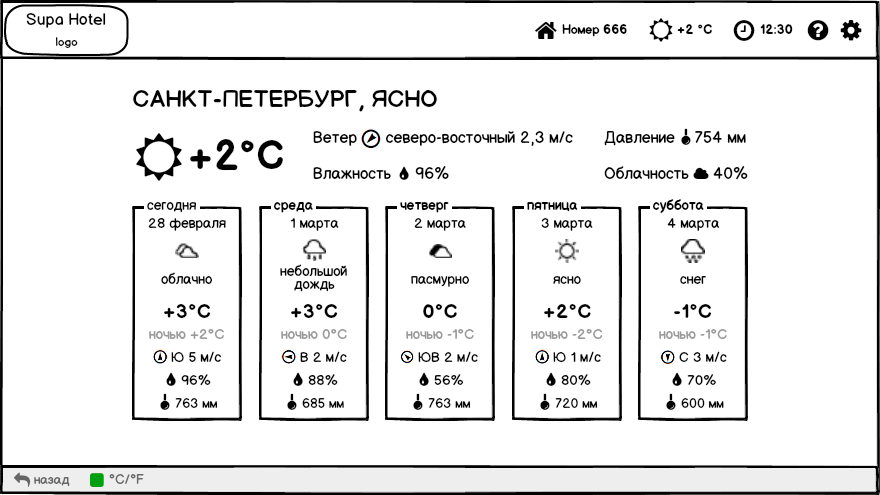 Supa Hotel
logo
Номер 666
+2 °C
12:30
?
САНКТ-ПЕТЕРБУРГ, ЯСНО
+2°C
Ветер северо-восточный 2,3 м/с
Давление 754 мм
Влажность 96%
Облачность 40%
сегодня
28 февраля
облачно
+3°C
ночью +2°C
Ю 5 м/с
96%
763 мм
среда
1 марта
небольшой
дождь
+3°C
ночью 0°C
В 2 м/с
88%
685 мм
четверг
2 марта
пасмурно
0°C
ночью -1°C
ЮВ 2 м/с
56%
763 мм
пятница
3 марта
ясно
+2°C
ночью -2°C
Ю 1 м/с
80%
720 мм
суббота
4 марта
снег
-1°C
ночью -1°C
С 3 м/с
70%
600 мм
назад
°C/°F